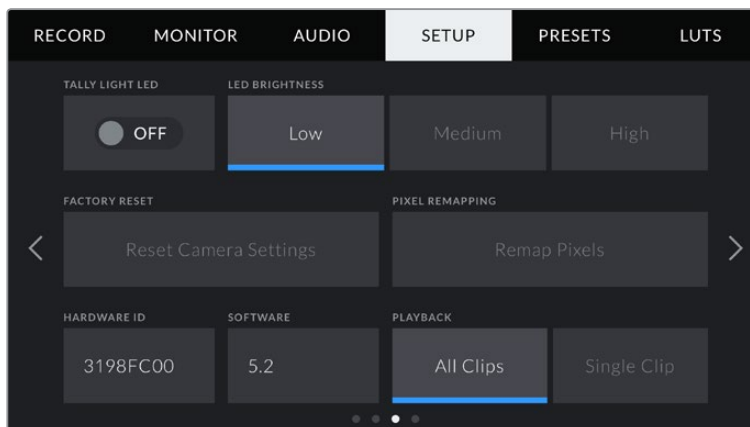 RECORD MONITOR AUDIO SETUP PRESETS LUTS
TALLY LIGHT LED LED BRIGHTNESS
OFF Low Medium High
FACTORY RESET PIXEL REMAPPING
Reset Camera Settings Remap Pixels
HARDWARE ID SOFTWARE PLAYBACK
3198FC00 5.2 All Clips Single Clip